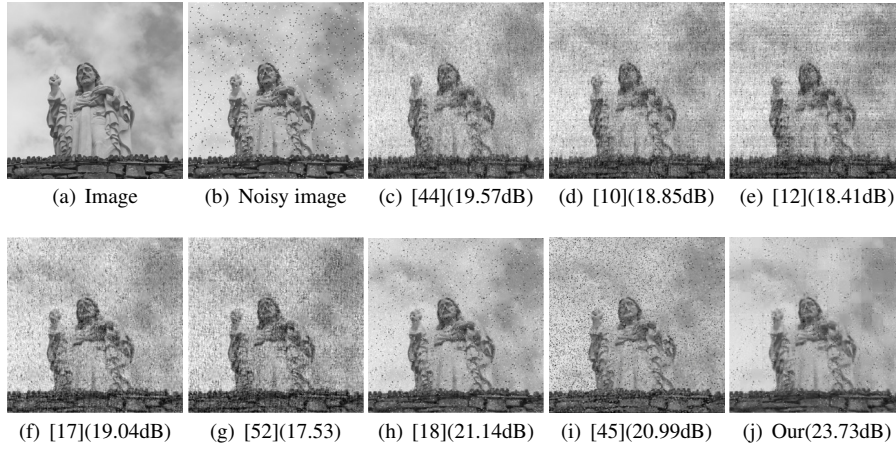 (a) Image
(b) Noisy image
(c) [44](19.57dB)
(d) [10](18.85dB)
(e) [12](18.41dB)
(f) [17](19.04dB)
(g) [52](17.53)
(h) [18](21.14dB)
(i) [45](20.99dB)
(j) Our(23.73dB)